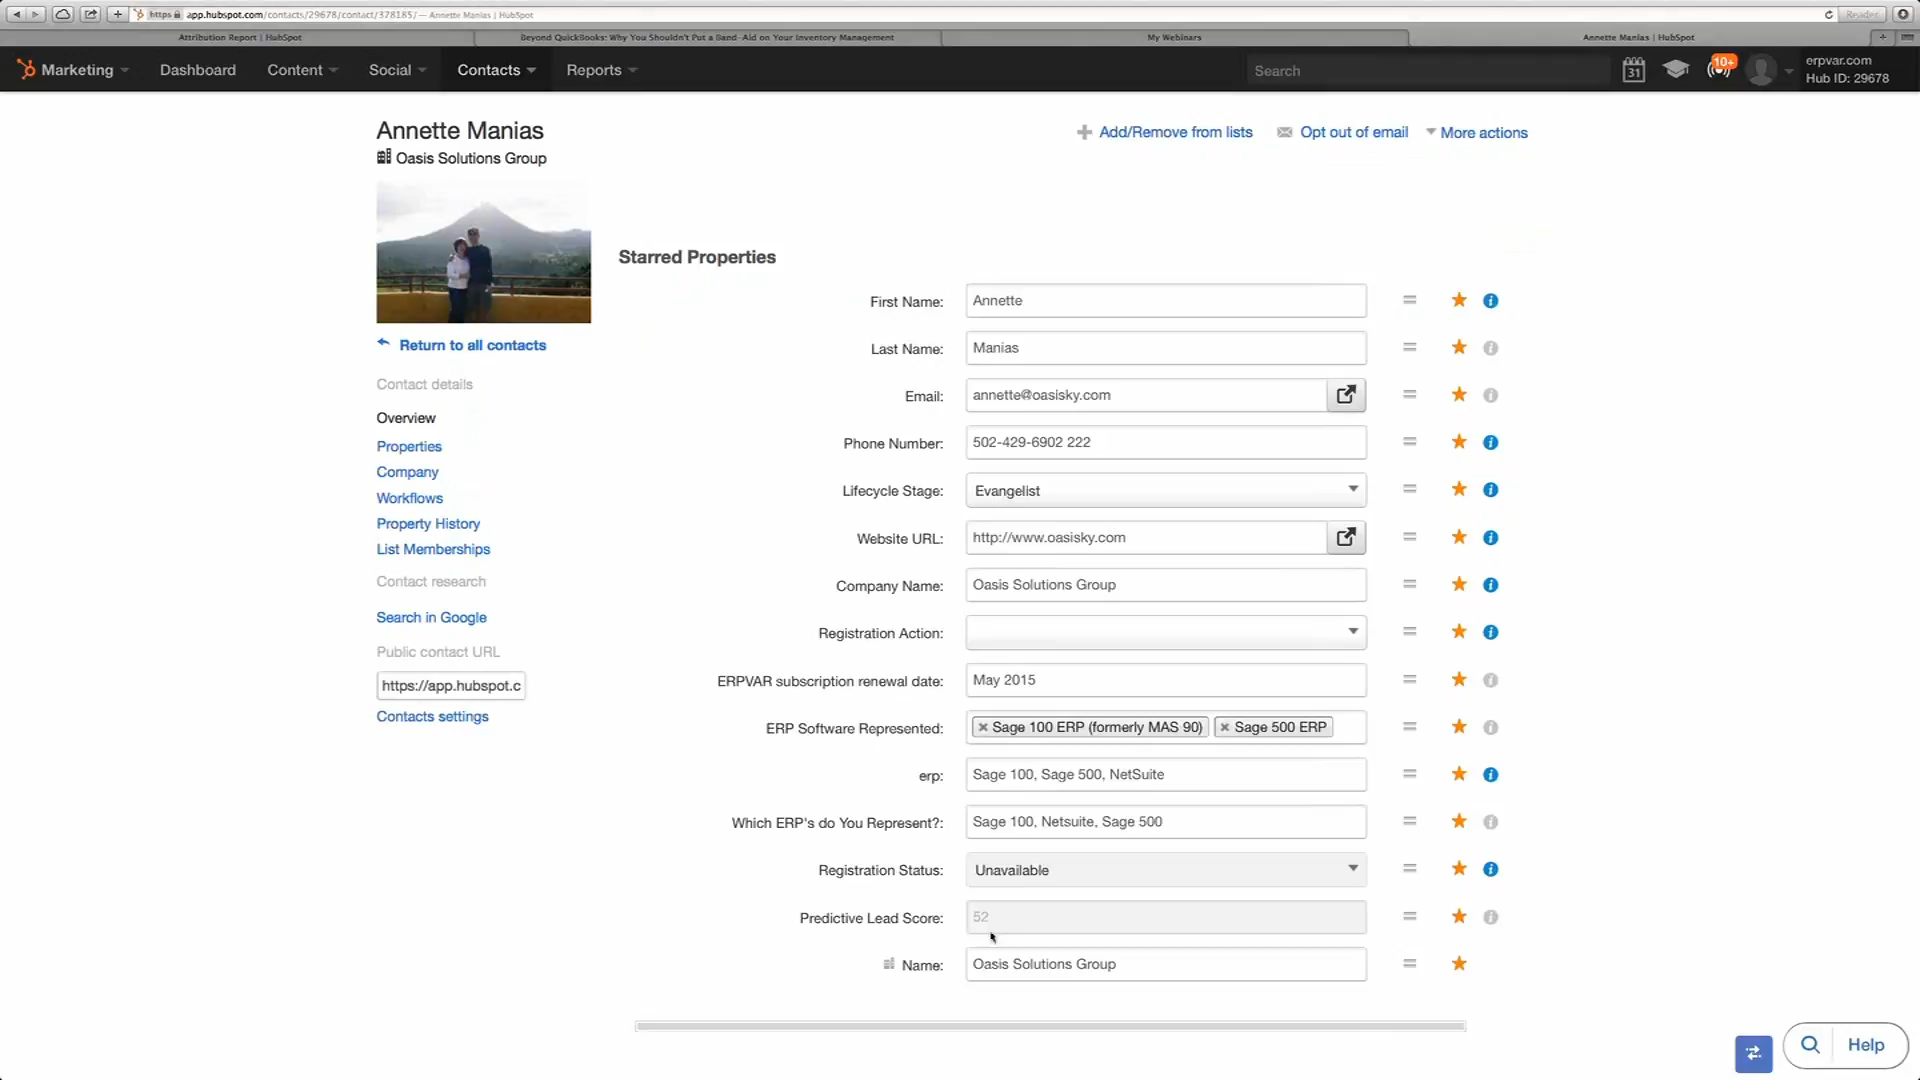 https app.hubspot.com/contacts/29678/contact/378185/ — Annette Manias | HubSpot
Reader
Attribution Report | HubSpot
Beyond QuickBooks: Why You Shouldn't Put a Band-Aid on Your Inventory Management
My Webinars
Annette Manias | HubSpot
Marketing
Dashboard
Content
Social
Contacts
Reports
Search
31
10+
erpvar.com
Hub ID: 29678
Annette Manias
Oasis Solutions Group
Add/Remove from lists
Opt out of email
More actions
Return to all contacts
Contact details
Overview
Properties
Company
Workflows
Property History
List Memberships
Contact research
Search in Google
Public contact URL
https://app.hubspot.c
Contacts settings
Starred Properties
First Name: Annette
Last Name: Manias
Email: annette@oasisky.com
Phone Number: 502-429-6902 222
Lifecycle Stage: Evangelist
Website URL: http://www.oasisky.com
Company Name: Oasis Solutions Group
Registration Action:
ERPVAR subscription renewal date: May 2015
ERP Software Represented: × Sage 100 ERP (formerly MAS 90) × Sage 500 ERP
erp: Sage 100, Sage 500, NetSuite
Which ERP's do You Represent?: Sage 100, Netsuite, Sage 500
Registration Status: Unavailable
Predictive Lead Score: 52
Name: Oasis Solutions Group
Help